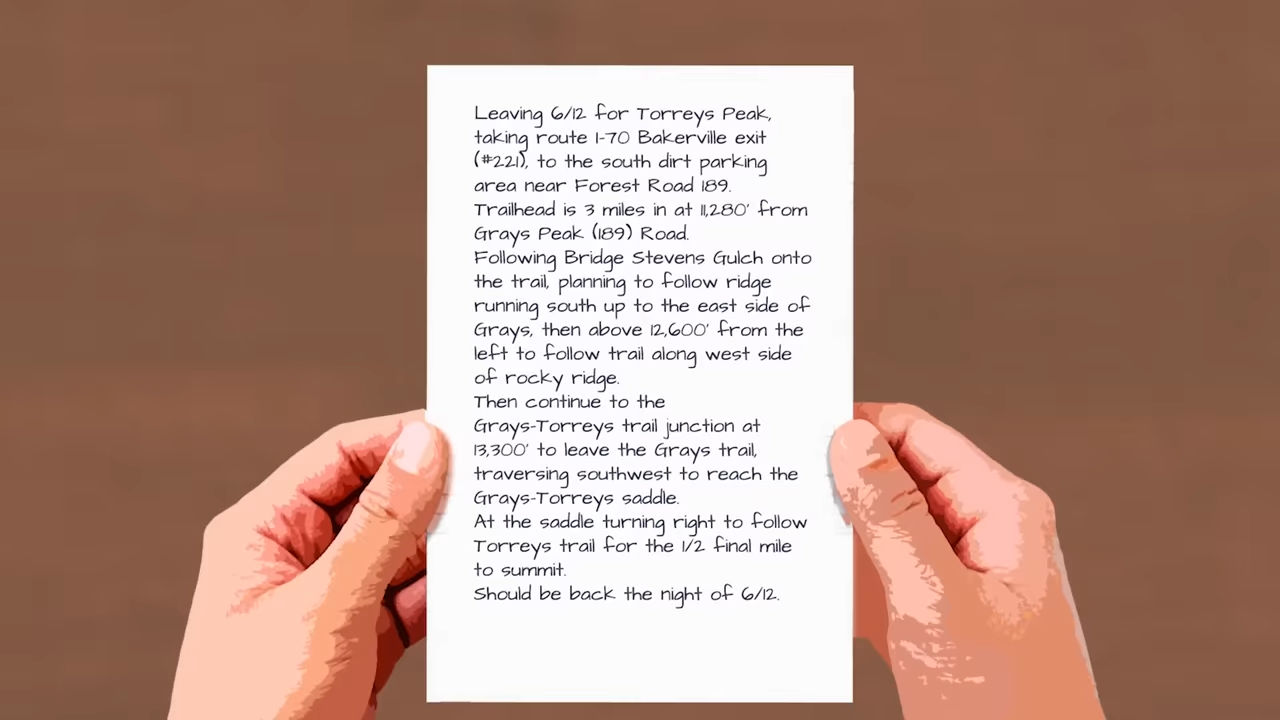 Leaving 6/12 for Torreys Peak,
taking route I-70 Bakerville exit
(#221), to the south dirt parking
area near Forest Road 189.
Trailhead is 3 miles in at 11,280' from
Grays Peak (189) Road.
Following Bridge Stevens Gulch onto
the trail, planning to follow ridge
running south up to the east side of
Grays, then above 12,600' from the
left to follow trail along west side
of rocky ridge.
Then continue to the
Grays-Torreys trail junction at
13,300' to leave the Grays trail,
traversing southwest to reach the
Grays-Torreys saddle.
At the saddle turning right to follow
Torreys trail for the 1/2 final mile
to summit.
Should be back the night of 6/12.